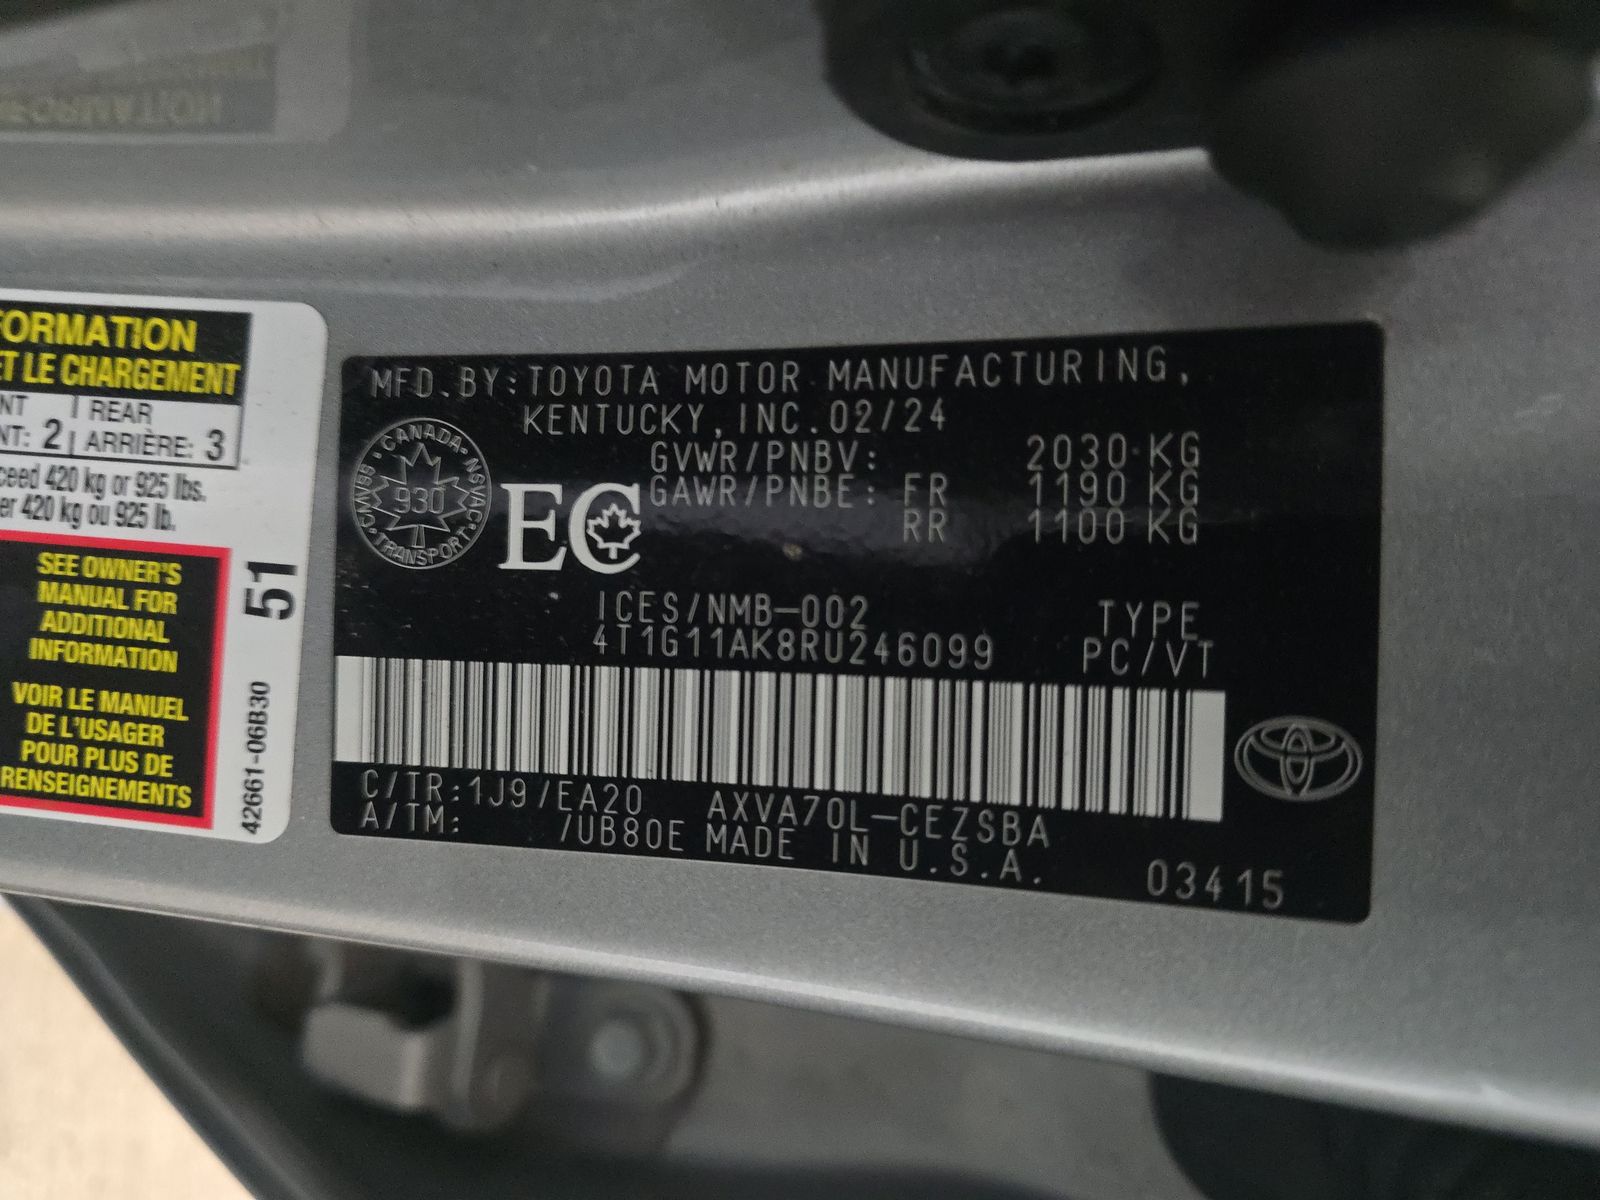 FORMATION
ET LE CHARGEMENT
NT | REAR
NT: 2 | ARRIÈRE: 3
ceed 420 kg or 925 lbs.
er 420 kg ou 925 lb.
SEE OWNER'S
MANUAL FOR
ADDITIONAL
INFORMATION
VOIR LE MANUEL
DE L'USAGER
POUR PLUS DE
RENSEIGNEMENTS
51
42661-06B30
MFD. BY: TOYOTA MOTOR MANUFACTURING,
KENTUCKY, INC. 02/24
CANADA
CMVSS · NSVAC
930
TRANSPORT
EC
GVWR/PNBV: 2030 KG
GAWR/PNBE: FR 1190 KG
RR 1100 KG
ICES/NMB-002 TYPE
4T1G11AK8RU246099 PC/VT
C/TR: 1J9/EA20 AXVA70L-CEZSBA
A/TM: /UB80E MADE IN U.S.A.
03415